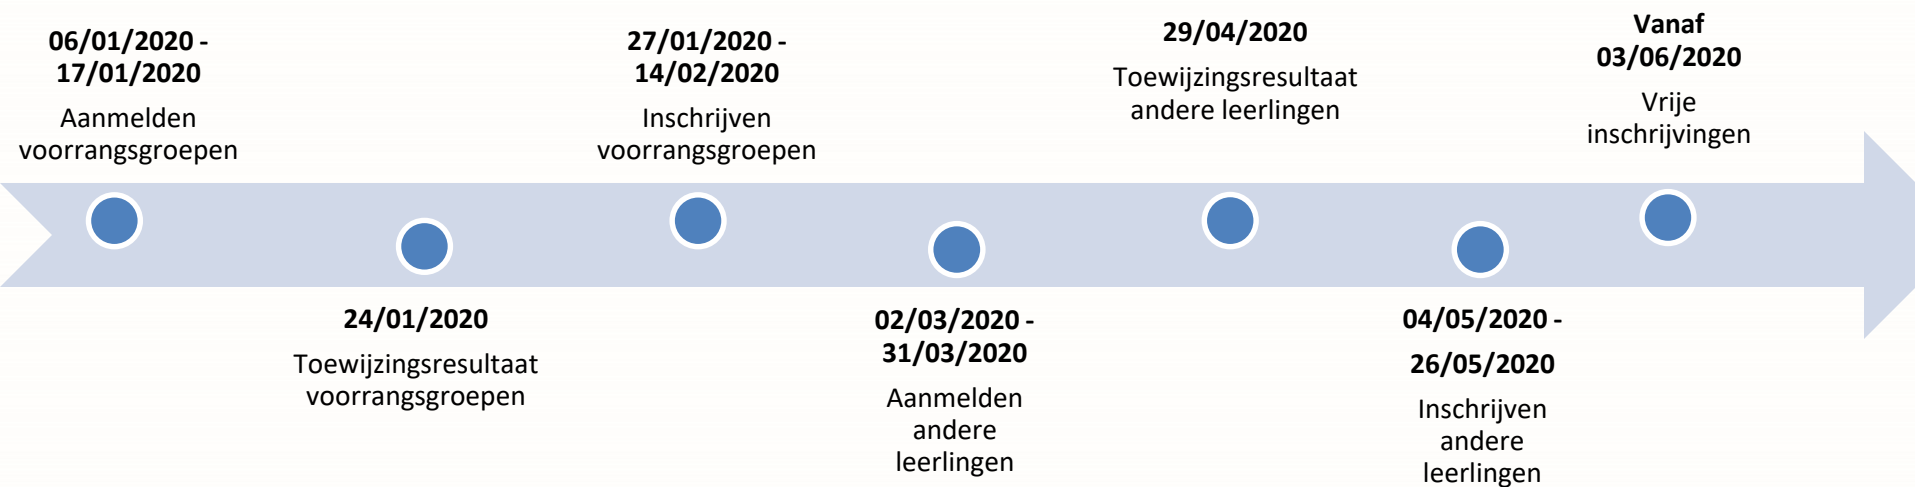 06/01/2020 -
17/01/2020
Aanmelden
voorrangsgroepen
24/01/2020
Toewijzingsresultaat
voorrangsgroepen
27/01/2020 -
14/02/2020
Inschrijven
voorrangsgroepen
02/03/2020 -
31/03/2020
Aanmelden
andere
leerlingen
29/04/2020
Toewijzingsresultaat
andere leerlingen
04/05/2020 -
26/05/2020
Inschrijven
andere
leerlingen
Vanaf
03/06/2020
Vrije
inschrijvingen